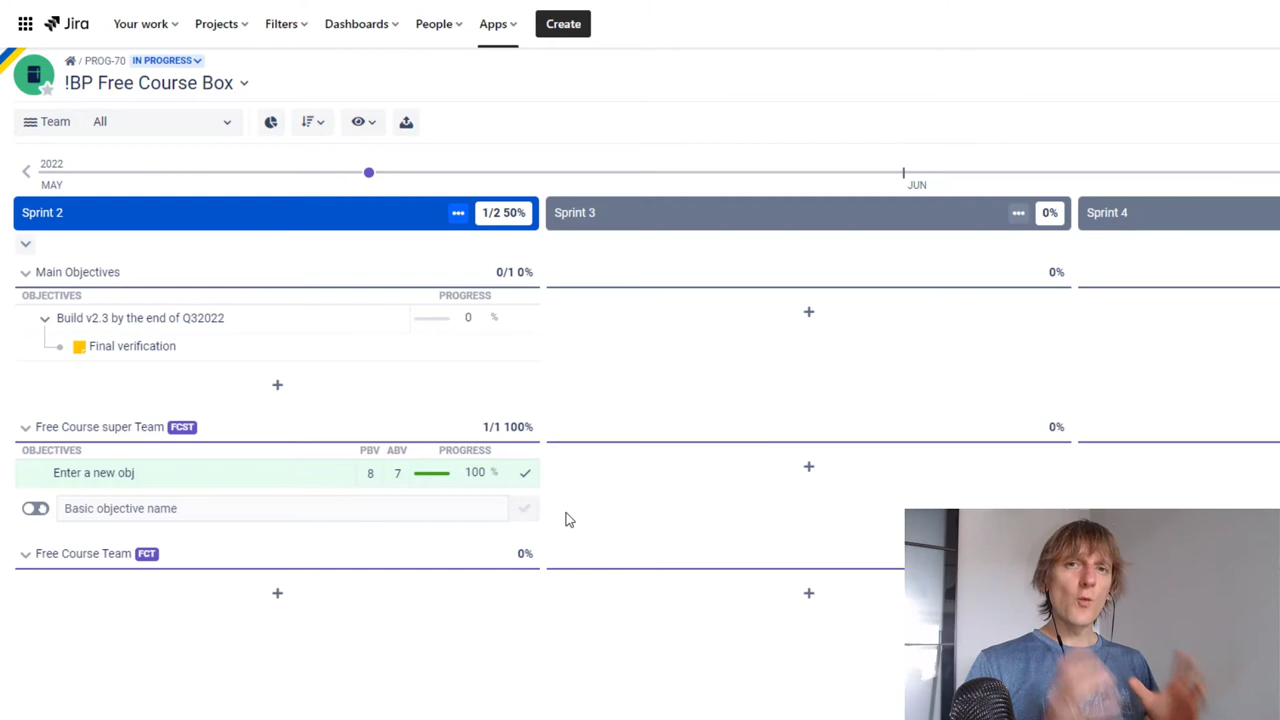 Jira Your work Projects Filters Dashboards People Apps Create
/ PROG-70 IN PROGRESS
!BP Free Course Box
Team All
2022
MAY JUN
Sprint 2 ••• 1/2 50% Sprint 3 ••• 0% Sprint 4
Main Objectives 0/1 0% 0%
OBJECTIVES PROGRESS
Build v2.3 by the end of Q32022 0 %
+
Final verification
+
Free Course super Team FCST 1/1 100% 0%
OBJECTIVES PBV ABV PROGRESS
+
Enter a new obj 8 7 100 %
Basic objective name
Free Course Team FCT 0%
+ +